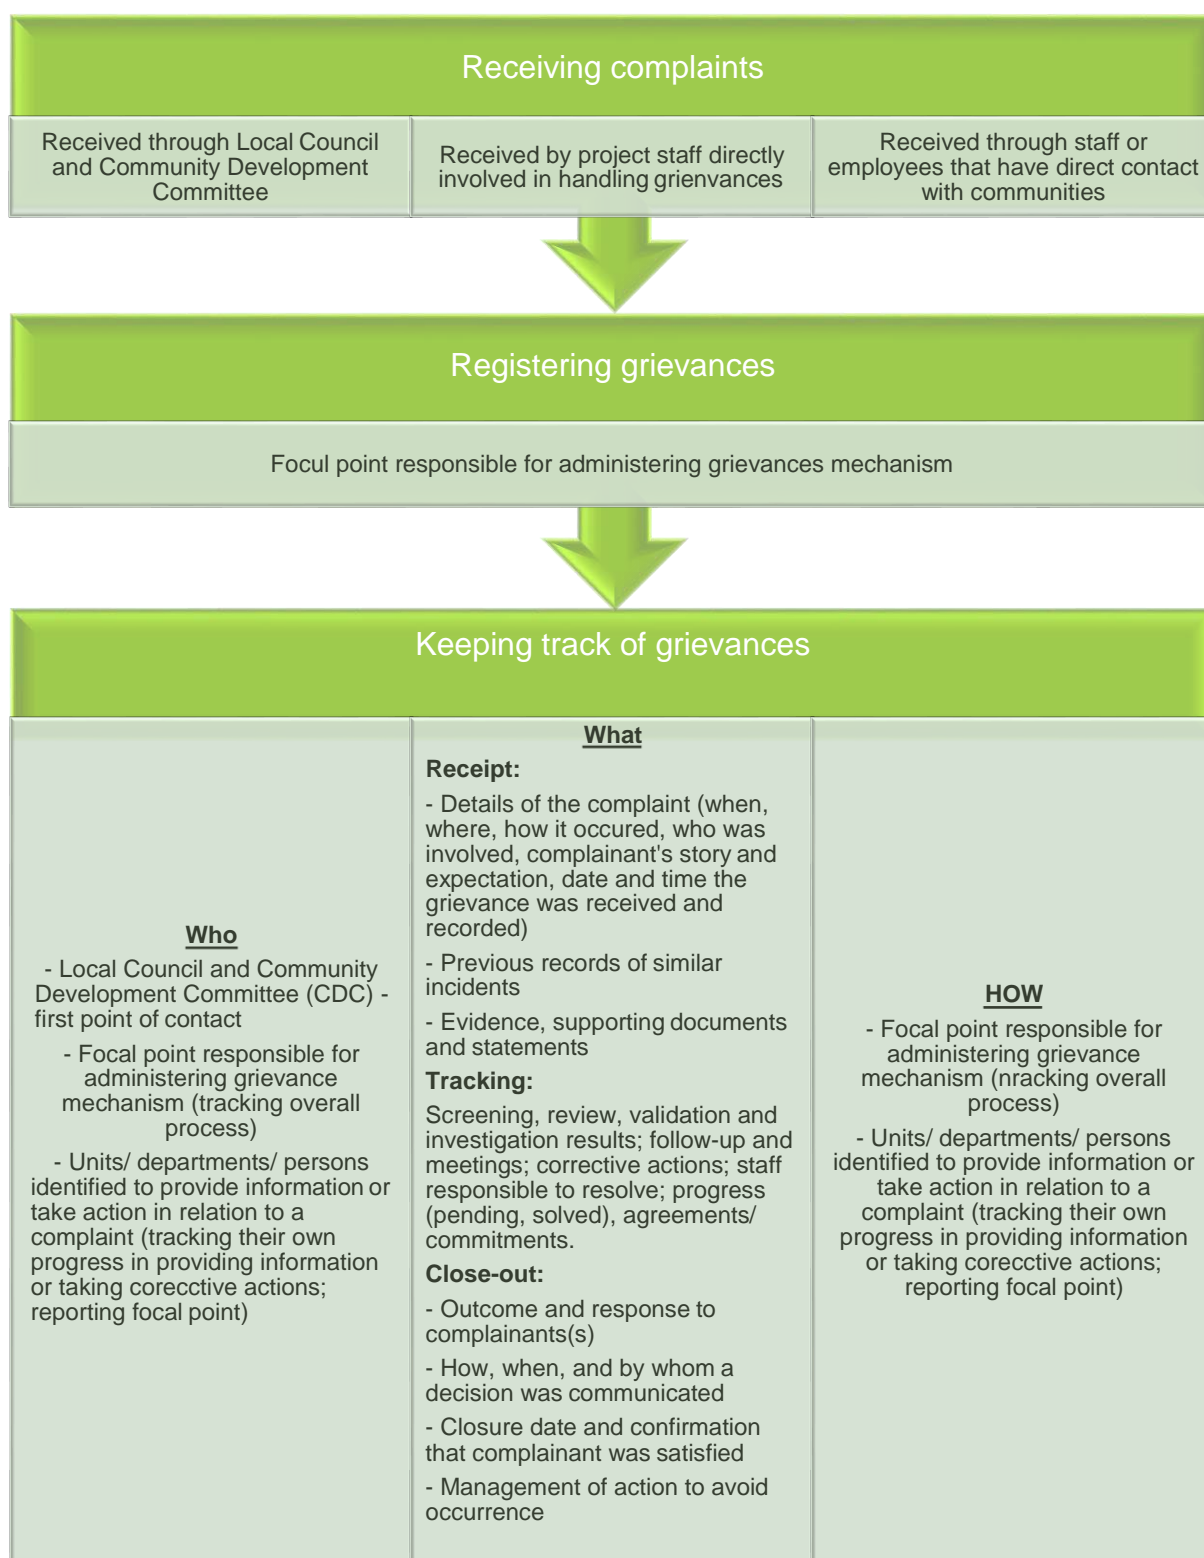 Receiving complaints
Received through Local Council
and Community Development
Committee
Received by project staff directly
involved in handling grienvances
Received through staff or
employees that have direct contact
with communities
Registering grievances
Focul point responsible for administering grievances mechanism
Keeping track of grievances
Who
- Local Council and Community
Development Committee (CDC) -
first point of contact
- Focal point responsible for
administering grievance
mechanism (tracking overall
process)
- Units/ departments/ persons
identified to provide information or
take action in relation to a
complaint (tracking their own
progress in providing information
or taking corecctive actions;
reporting focal point)
What
Receipt:
- Details of the complaint (when,
where, how it occured, who was
involved, complainant's story and
expectation, date and time the
grievance was received and
recorded)
- Previous records of similar
incidents
- Evidence, supporting documents
and statements
Tracking:
Screening, review, validation and
investigation results; follow-up and
meetings; corrective actions; staff
responsible to resolve; progress
(pending, solved), agreements/
commitments.
Close-out:
- Outcome and response to
complainants(s)
- How, when, and by whom a
decision was communicated
- Closure date and confirmation
that complainant was satisfied
- Management of action to avoid
occurrence
HOW
- Focal point responsible for
administering grievance
mechanism (nracking overall
process)
- Units/ departments/ persons
identified to provide information or
take action in relation to a
complaint (tracking their own
progress in providing information
or taking corecctive actions;
reporting focal point)